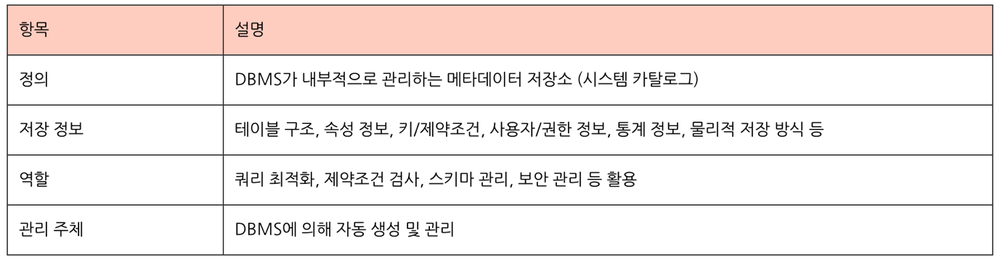 항목 설명
정의 DBMS가 내부적으로 관리하는 메타데이터 저장소 (시스템 카탈로그)
저장 정보 테이블 구조, 속성 정보, 키/제약조건, 사용자/권한 정보, 통계 정보, 물리적 저장 방식 등
역할 쿼리 최적화, 제약조건 검사, 스키마 관리, 보안 관리 등 활용
관리 주체 DBMS에 의해 자동 생성 및 관리